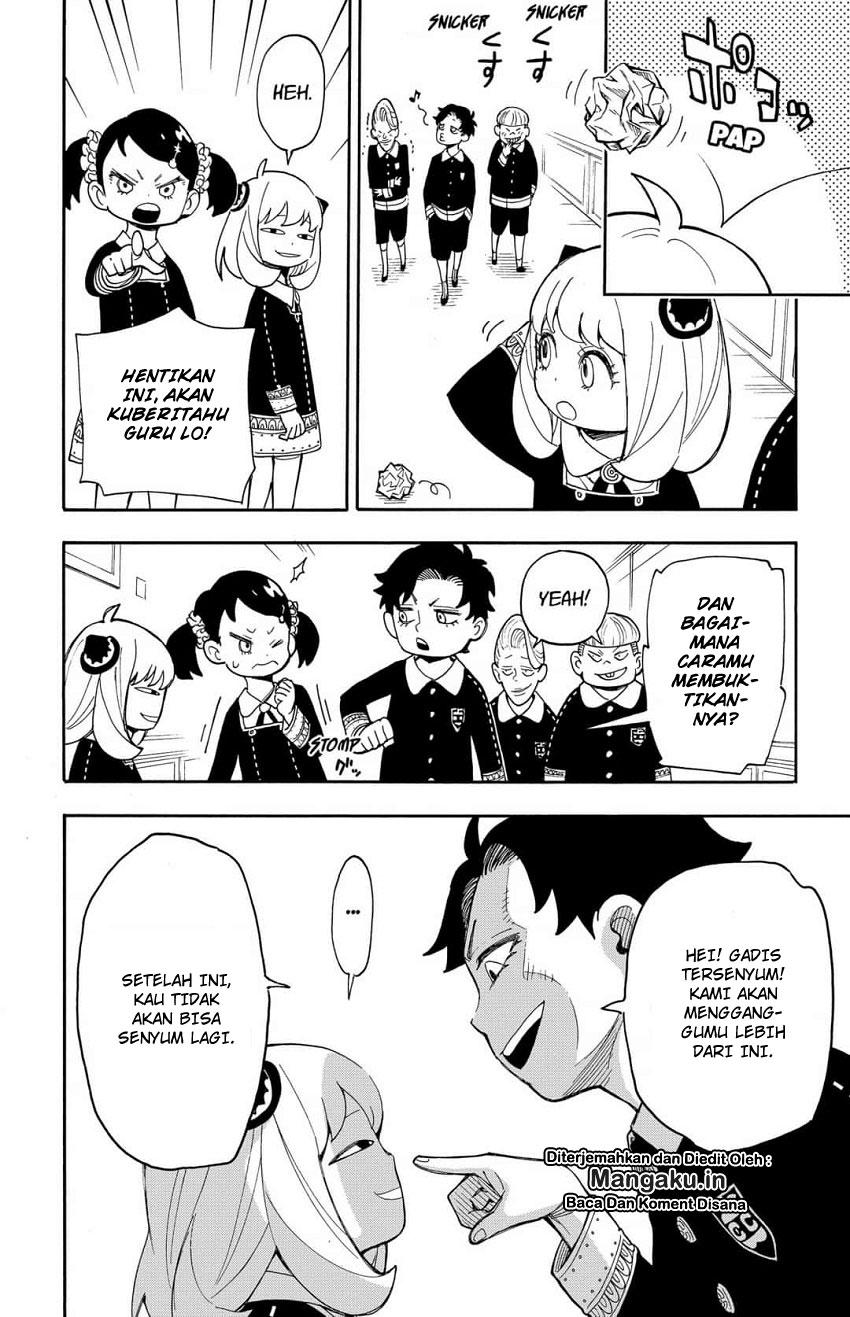 ポコッ
PAP
SNICKER
くす
SNICKER
くす
HEH.
HENTIKAN
INI, AKAN
KUBERITAHU
GURU LO!
DAN
BAGAI-
MANA
CARAMU
MEMBUK-
TIKAN-
NYA?
YEAH!
STOMP
グッ
HEI! GADIS
TERSENYUM!
KAMI AKAN
MENGGANG-
GUMU LEBIH
DARI INI.
...
SETELAH INI,
KAU TIDAK
AKAN BISA
SENYUM LAGI.
Diterjemahkan dan Diedit Oleh :
Mangaku.in
Baca Dan Koment Disana